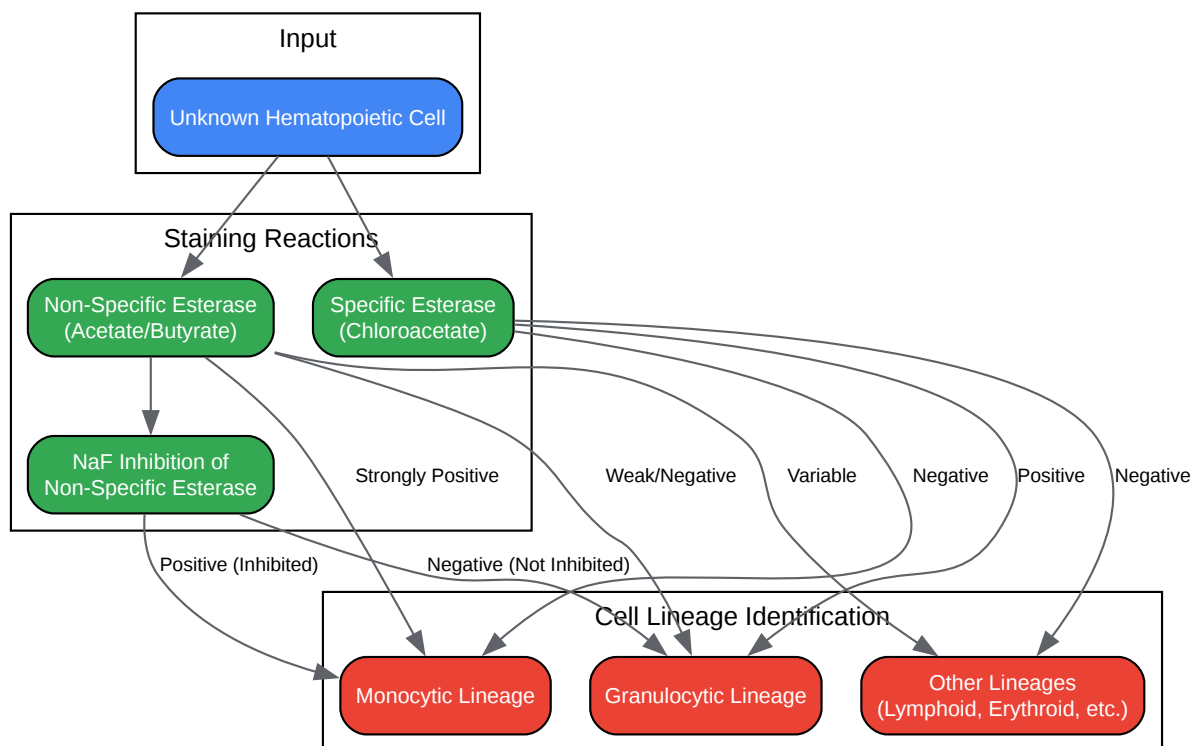 Input
Unknown Hematopoietic Cell
Staining Reactions
Non-Specific Esterase
(Acetate/Butyrate)
Specific Esterase
(Chloroacetate)
NaF Inhibition of
Non-Specific Esterase
Strongly Positive
Weak/Negative
Variable
Negative
Positive
Negative
Positive (Inhibited)
Negative (Not Inhibited)
Cell Lineage Identification
Monocytic Lineage
Granulocytic Lineage
Other Lineages
(Lymphoid, Erythroid, etc.)